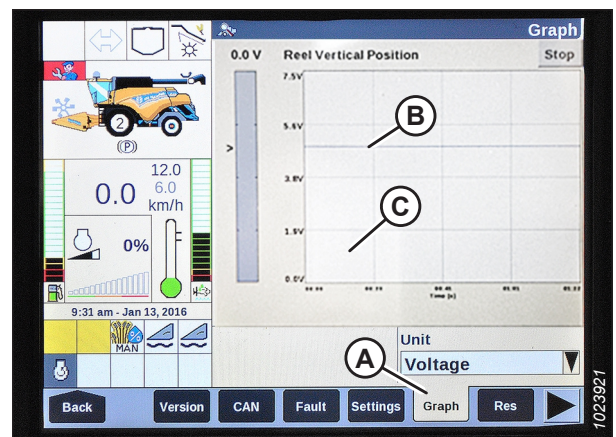 Graph
0.0 V
Reel Vertical Position
Stop
7.5V
B
5.6V
2
(P)
V
12.0
6.0
km/h
0.0
3.8V
C
0%
1.9V
0.0V
Time [s]
9:31 am - Jan 13, 2016
MAN
Unit
A
Voltage
Back
Version
CAN
Fault
Settings
Graph
Res
1023921